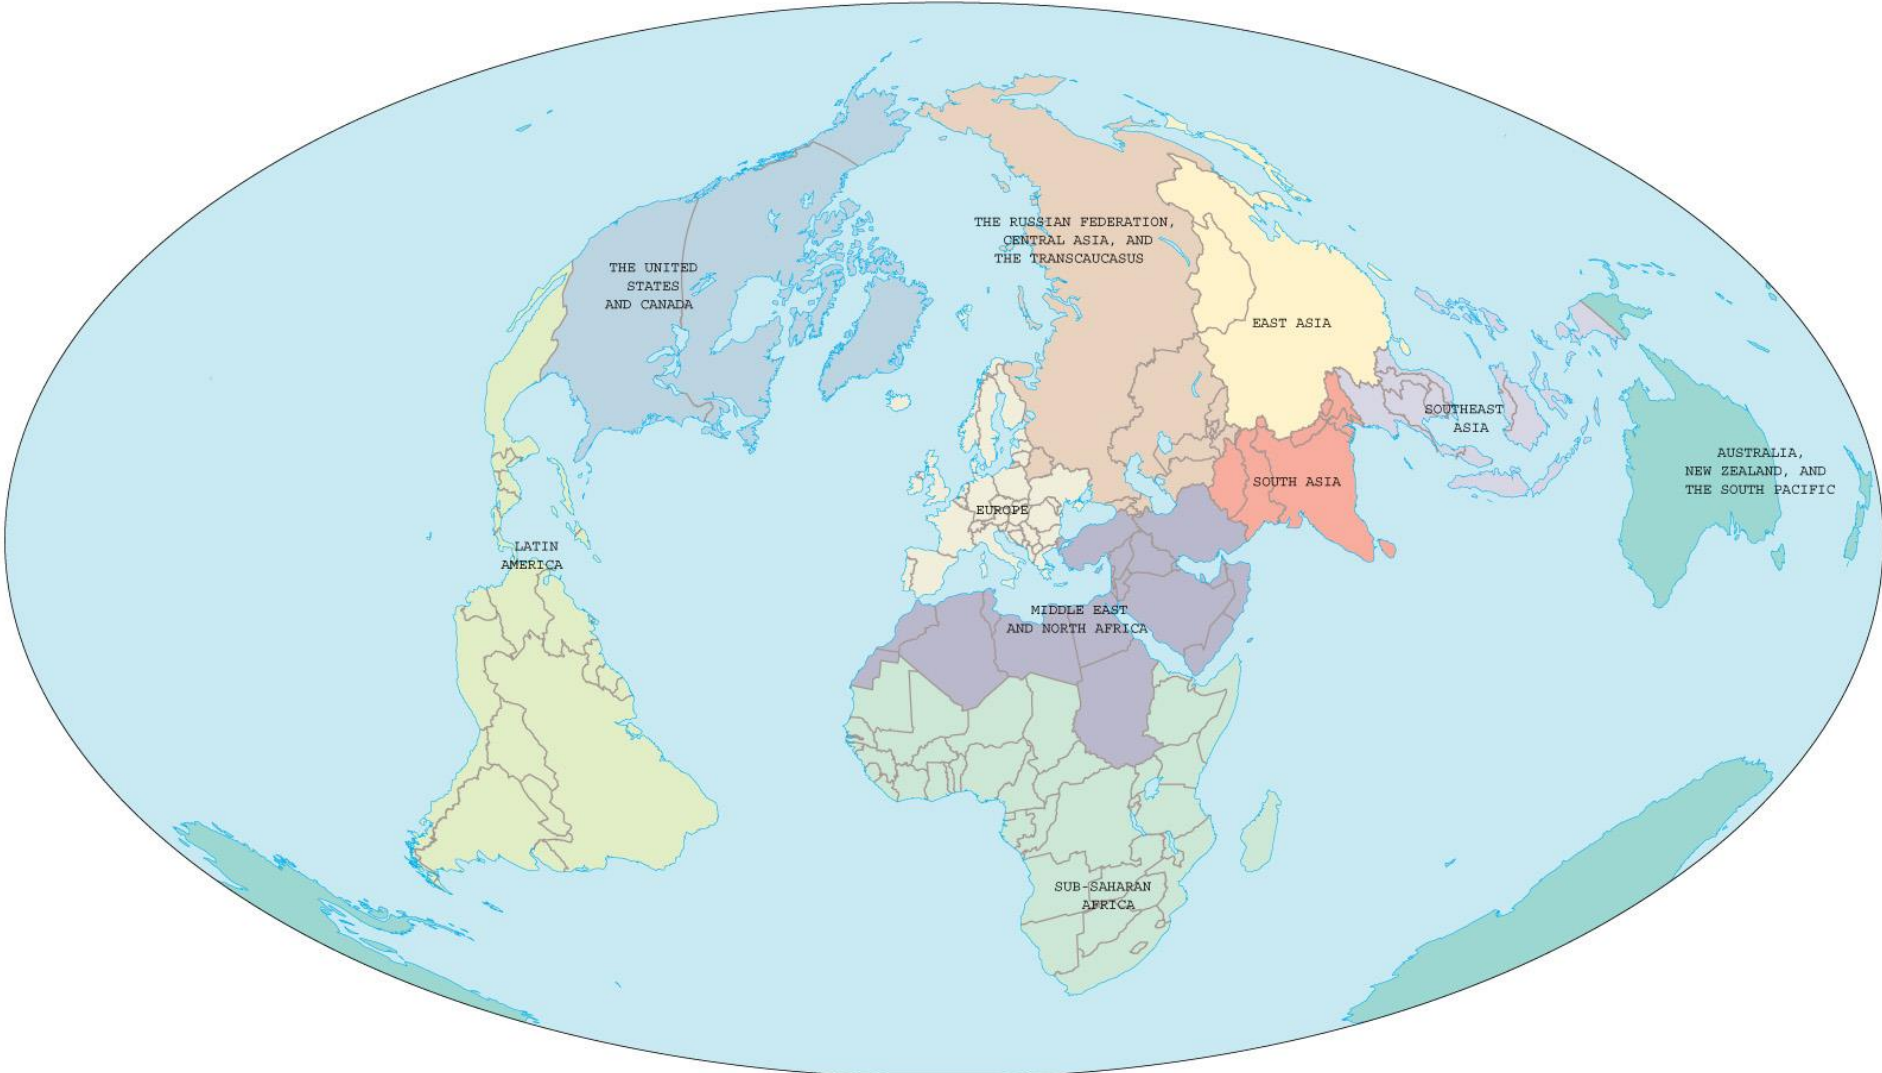 THE RUSSIAN FEDERATION,
CENTRAL ASIA, AND
THE TRANSCAUCASUS
THE UNITED
STATES
AND CANADA
EAST ASIA
SOUTHEAST
ASIA
AUSTRALIA,
NEW ZEALAND, AND
THE SOUTH PACIFIC
SOUTH ASIA
EUROPE
LATIN
AMERICA
MIDDLE EAST
AND NORTH AFRICA
SUB-SAHARAN
AFRICA